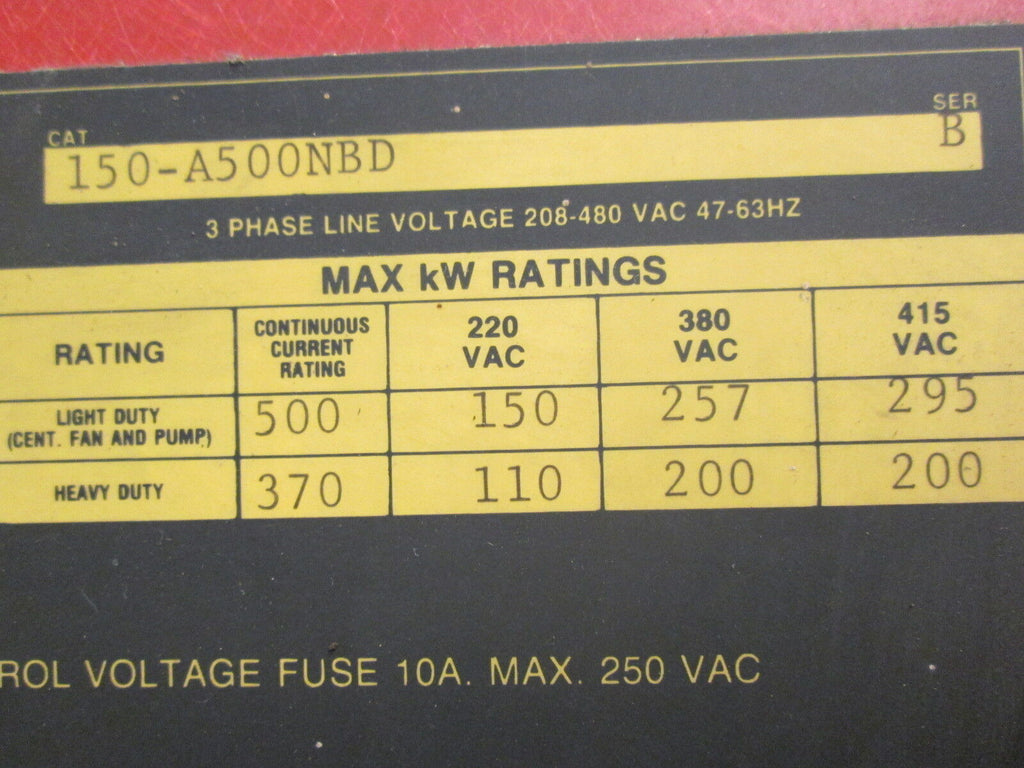 CAT SER
150-A500NBD B
3 PHASE LINE VOLTAGE 208-480 VAC 47-63HZ
MAX kW RATINGS
RATING CONTINUOUS CURRENT RATING 220 VAC 380 VAC 415 VAC
LIGHT DUTY (CENT. FAN AND PUMP) 500 150 257 295
HEAVY DUTY 370 110 200 200
ROL VOLTAGE FUSE 10A. MAX. 250 VAC